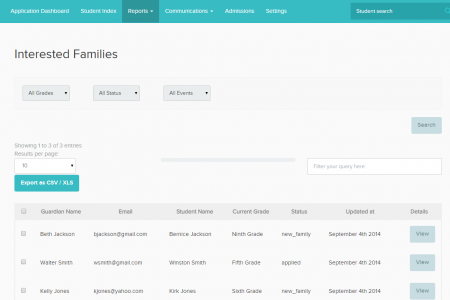 Application Dashboard Student Index Reports Communications Admissions Settings Student search
Interested Families
All Grades All Status All Events
Search
Showing 1 to 3 of 3 entries
Results per page:
10 Filter your query here
Export as CSV / XLS
Guardian Name Email Student Name Current Grade Status Updated at Details
Beth Jackson bjackson@gmail.com Bernice Jackson Ninth Grade new_family September 4th 2014 View
Walter Smith wsmith@gmail.com Winston Smith Fifth Grade applied September 4th 2014 View
Kelly Jones kjones@yahoo.com Kirk Jones Sixth Grade new_family September 4th 2014 View